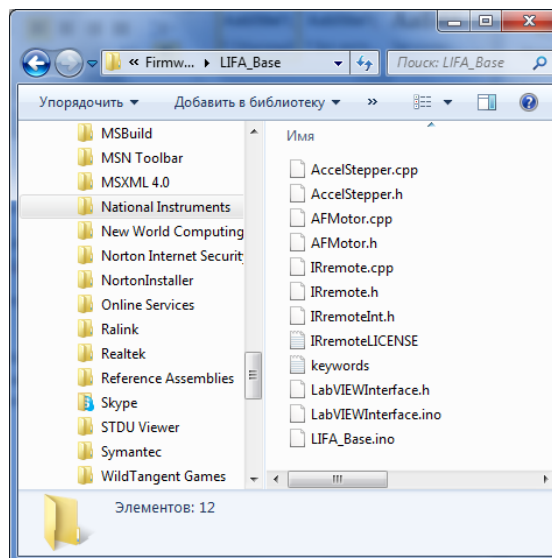 « Firmw... ▸ LIFA_Base
Поиск: LIFA_Base
Упорядочить
Добавить в библиотеку
»
MSBuild
MSN Toolbar
MSXML 4.0
National Instruments
New World Computing
Norton Internet Securit
NortonInstaller
Online Services
Ralink
Realtek
Reference Assemblies
Skype
STDU Viewer
Symantec
WildTangent Games
Имя
AccelStepper.cpp
AccelStepper.h
AFMotor.cpp
AFMotor.h
IRremote.cpp
IRremote.h
IRremoteInt.h
IRremoteLICENSE
keywords
LabVIEWInterface.h
LabVIEWInterface.ino
LIFA_Base.ino
Элементов: 12